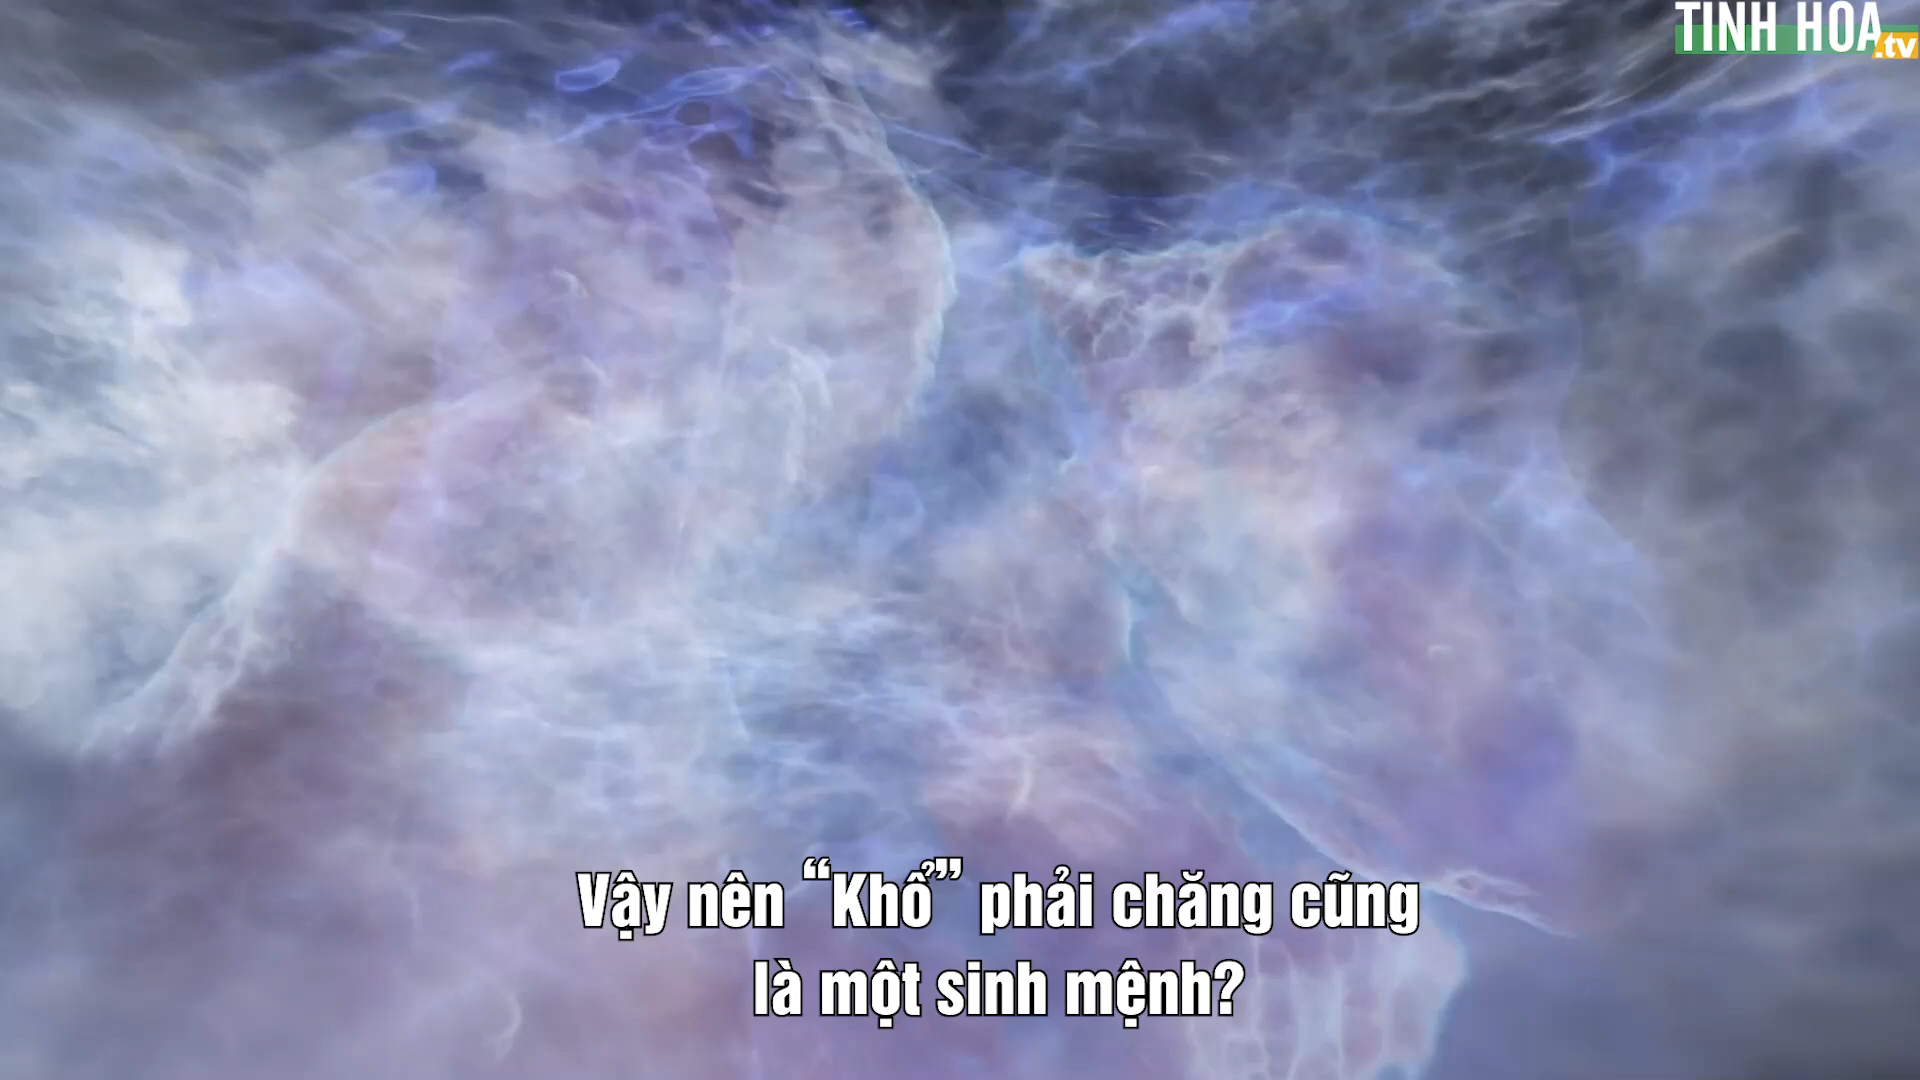 TINH HOA
.tv
Vậy nên “Khổ” phải chăng cũng
là một sinh mệnh?